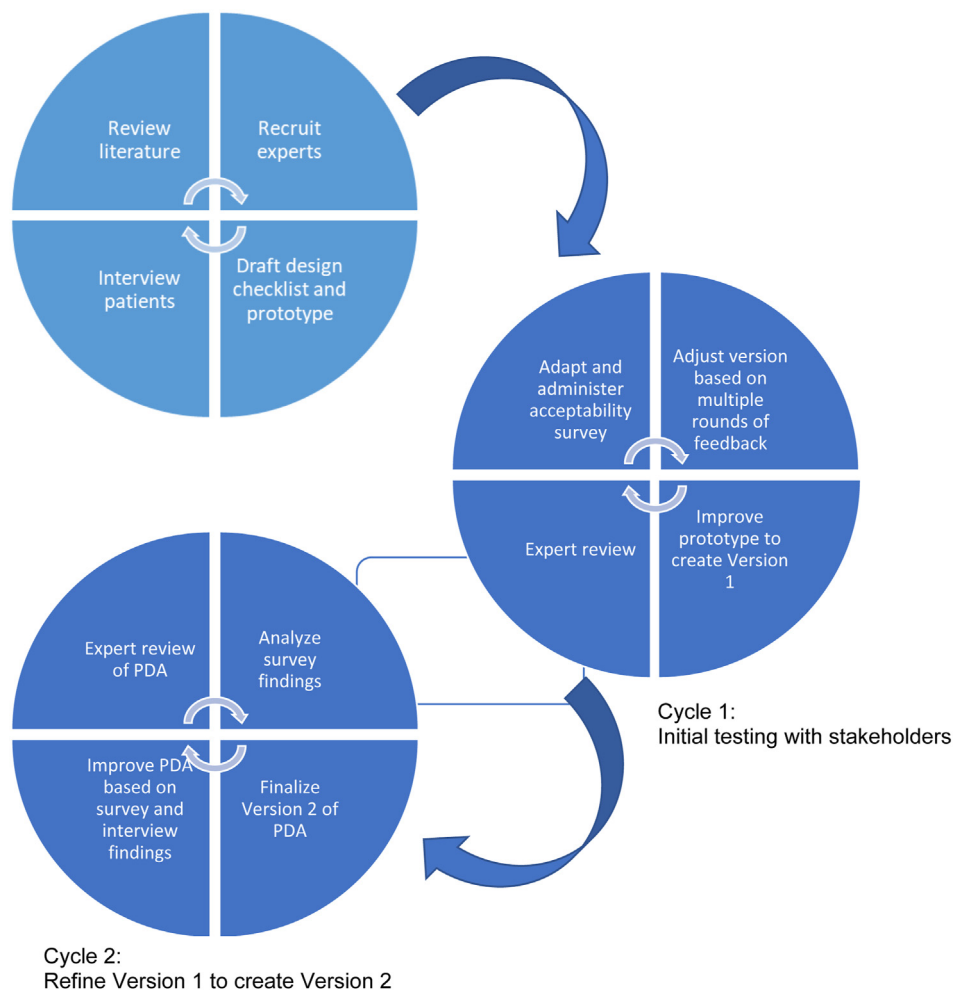 Review
literature
Recruit
experts
Interview
patients
Draft design
checklist and
prototype
Adapt and
administer
acceptability
survey
Adjust version
based on
multiple
rounds of
feedback
Expert review
Improve
prototype to
create Version
1
Cycle 1:
Initial testing with stakeholders
Expert review
of PDA
Analyze
survey
findings
Improve PDA
based on
survey and
interview
findings
Finalize
Version 2 of
PDA
Cycle 2:
Refine Version 1 to create Version 2